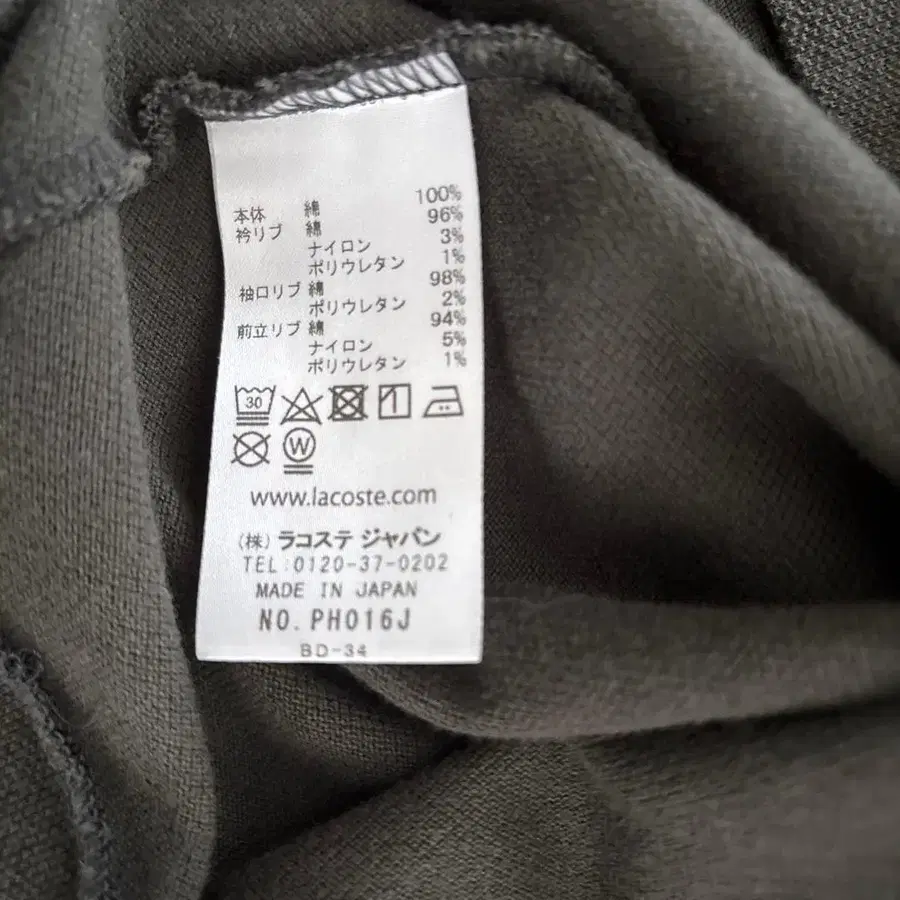 本体 綿 100%
衿リブ 綿 96%
ナイロン 3%
ポリウレタン 1%
袖口リブ 綿 98%
ポリウレタン 2%
前立リブ 綿 94%
ナイロン 5%
ポリウレタン 1%
30
W
www.lacoste.com
(株) ラコステ ジャパン
TEL:0120-37-0202
MADE IN JAPAN
NO. PH016J
BD-34